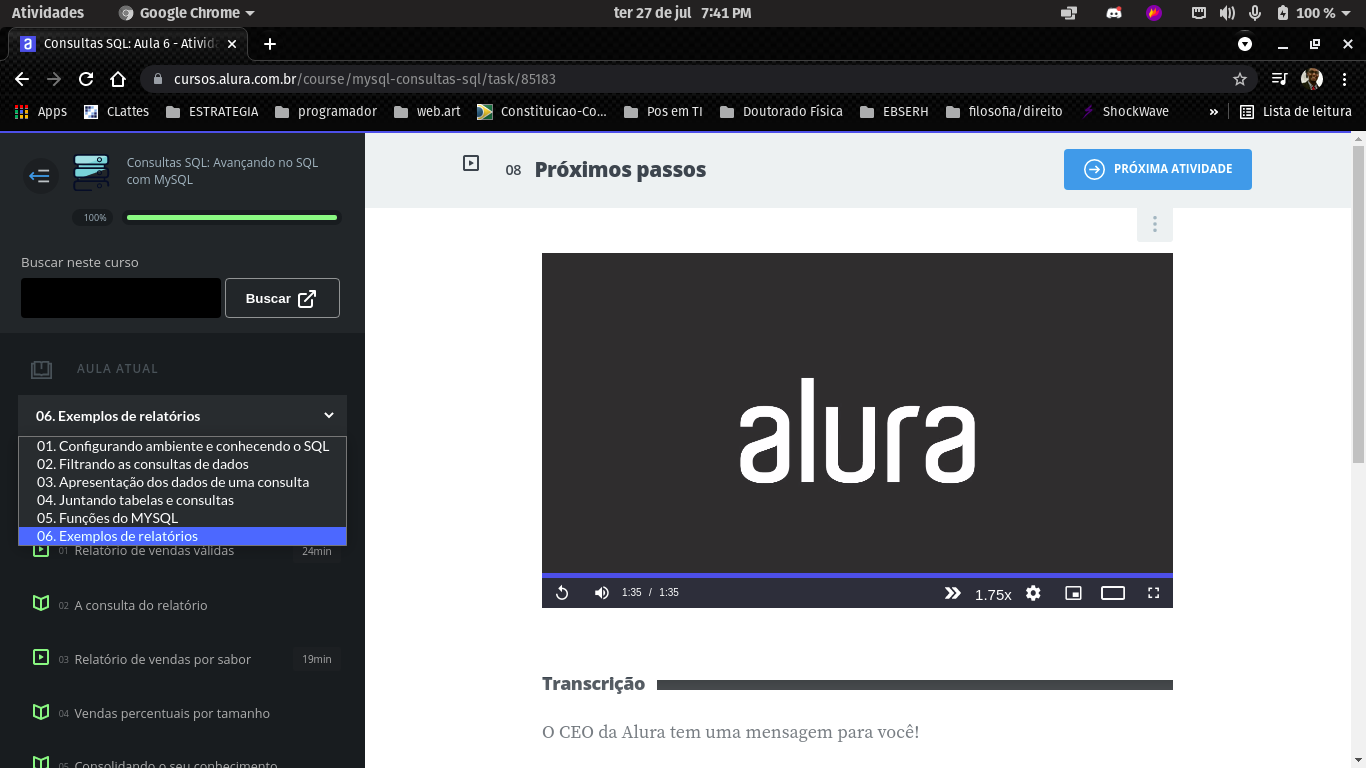 Atividades Google Chrome ter 27 de jul 7:41 PM 100 %
Consultas SQL: Aula 6 - Ativid
cursos.alura.com.br/course/mysql-consultas-sql/task/85183
Apps CLattes ESTRATEGIA programador web.art Constituicao-Co... Pos em TI Doutorado Física EBSERH filosofia/direito ShockWave » Lista de leitura
Consultas SQL: Avançando no SQL
com MySQL
100%
Buscar neste curso
Buscar
AULA ATUAL
06. Exemplos de relatórios
01. Configurando ambiente e conhecendo o SQL
02. Filtrando as consultas de dados
03. Apresentação dos dados de uma consulta
04. Juntando tabelas e consultas
05. Funções do MYSQL
06. Exemplos de relatórios
01 Relatório de vendas válidas 24min
02 A consulta do relatório
03 Relatório de vendas por sabor 19min
04 Vendas percentuais por tamanho
05 Consolidando o seu conhecimento
08 Próximos passos
PRÓXIMA ATIVIDADE
alura
1:35 / 1:35 1.75x
Transcrição
O CEO da Alura tem uma mensagem para você!